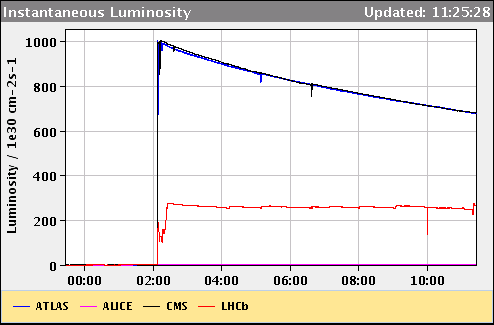 Instantaneous Luminosity Updated: 11:25:28
Luminosity / 1e30 cm-2s-1
1000
800
600
400
200
0
00:00 02:00 04:00 06:00 08:00 10:00
ATLAS ALICE CMS LHCb